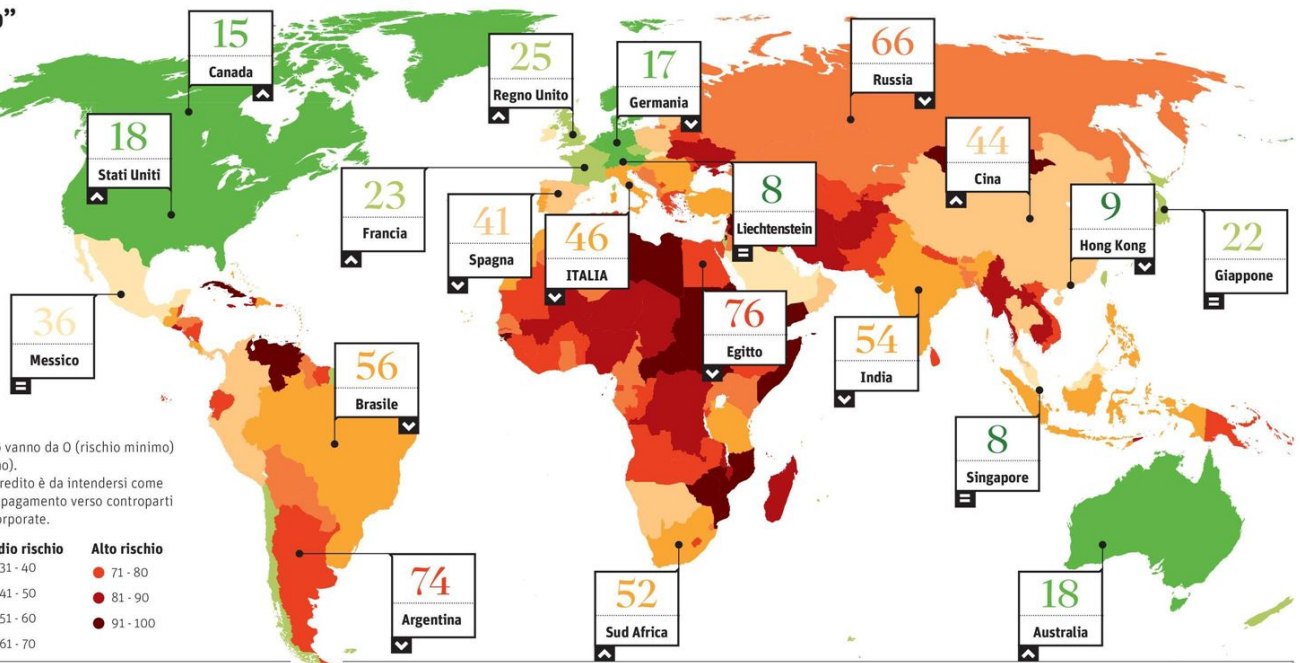 15
Canada
18
Stati Uniti
25
Regno Unito
17
Germania
66
Russia
44
Cina
23
Francia
41
Spagna
46
ITALIA
8
Liechtenstein
9
Hong Kong
22
Giappone
36
Messico
56
Brasile
76
Egitto
54
India
8
Singapore
74
Argentina
52
Sud Africa
18
Australia
vanno da 0 (rischio minimo)
redito è da intendersi come
pagamento verso controparti
orporate.
dio rischio
31 - 40
41 - 50
51 - 60
61 - 70
Alto rischio
71 - 80
81 - 90
91 - 100